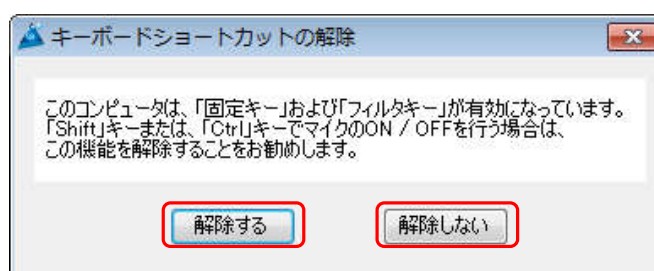 キーボードショートカットの解除
このコンピュータは、「固定キー」および「フィルタキー」が有効になっています。
「Shift」キーまたは、「Ctrl」キーでマイクのON / OFFを行う場合は、
この機能を解除することをお勧めします。
解除する
解除しない